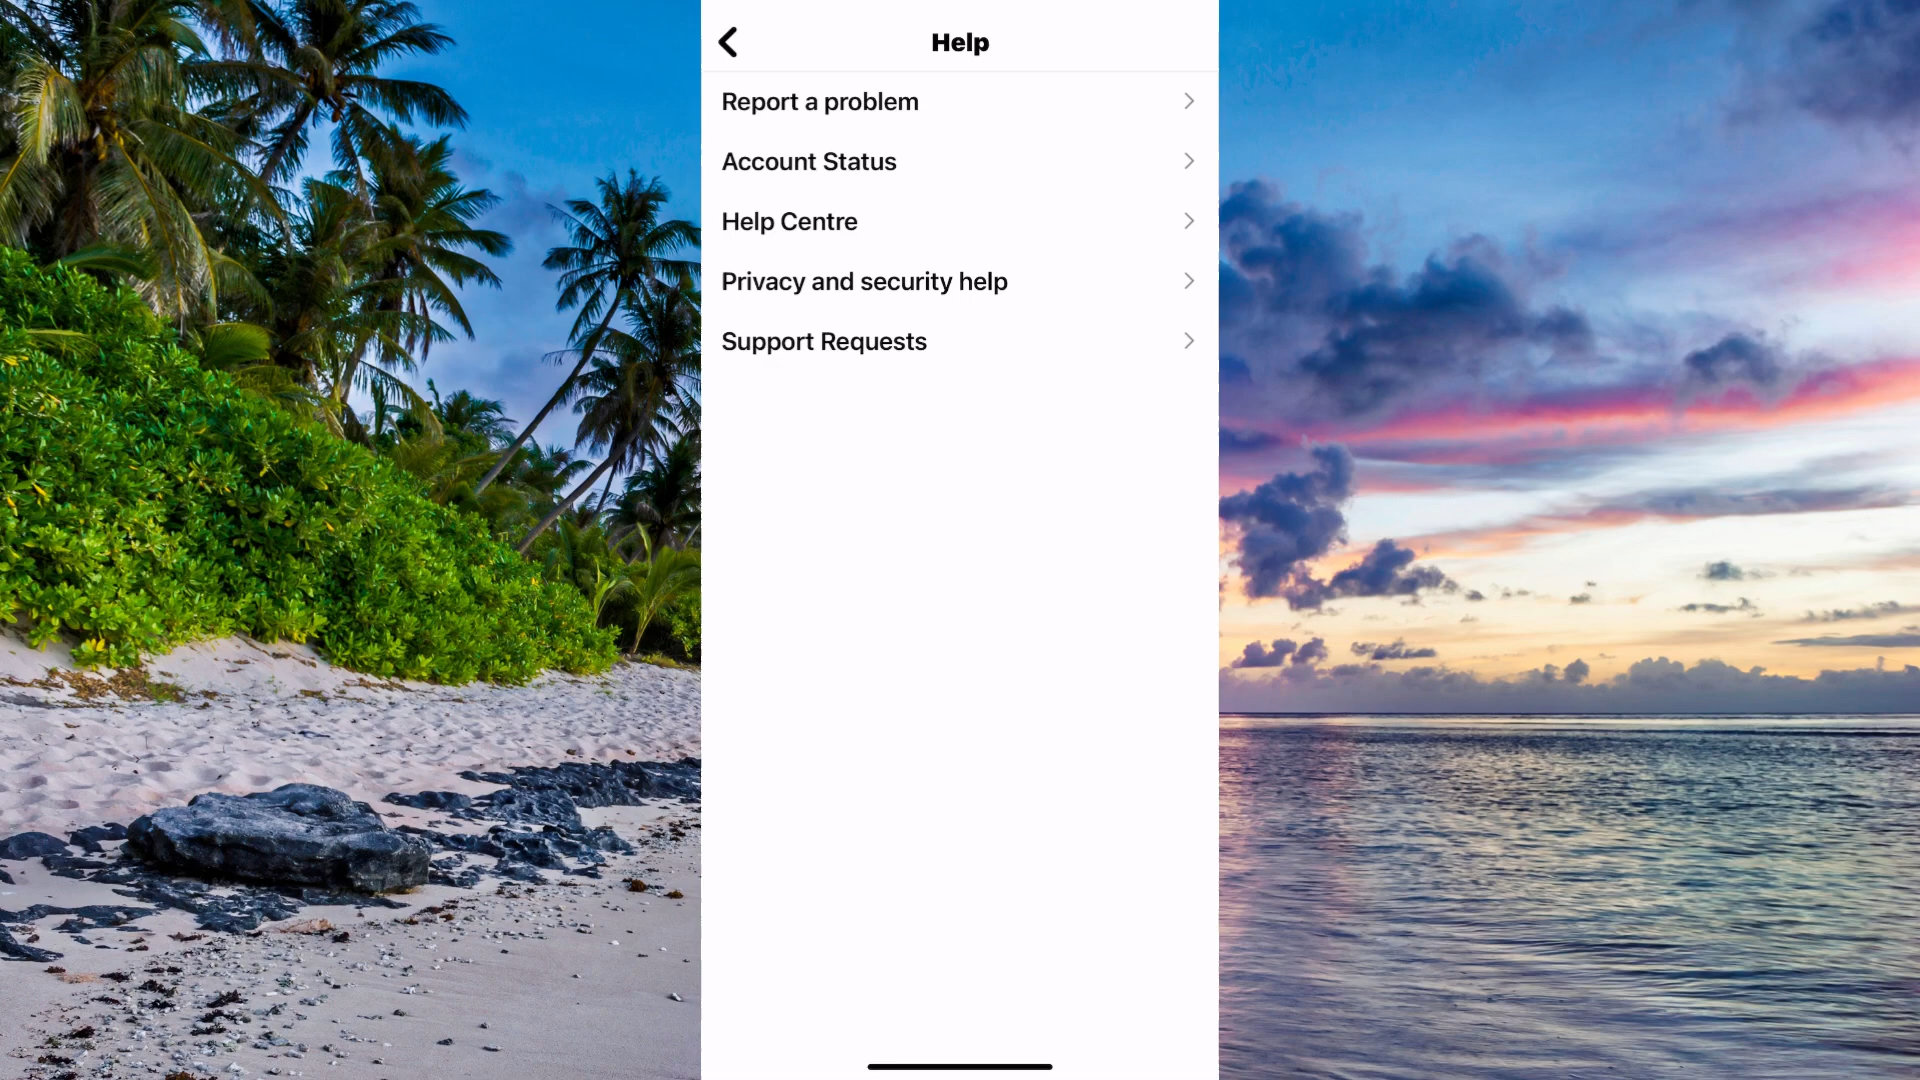 Help
Report a problem
Account Status
Help Centre
Privacy and security help
Support Requests